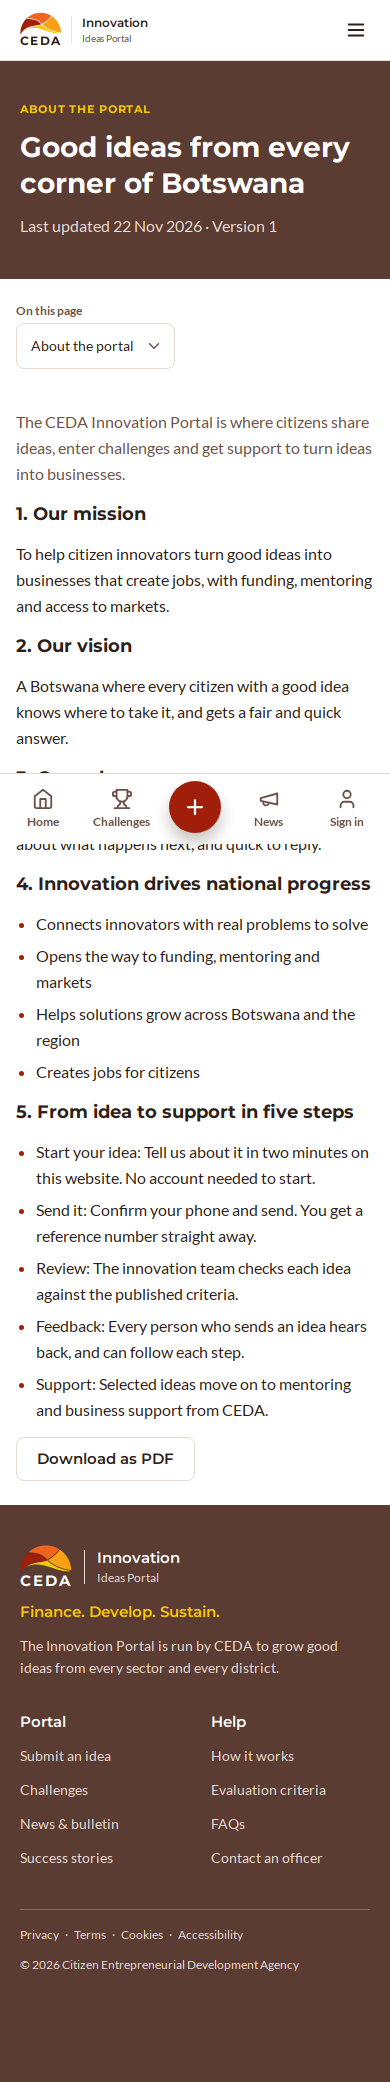 CEDA
Innovation
Ideas Portal
ABOUT THE PORTAL
Good ideas from every
corner of Botswana
Last updated 22 Nov 2026 · Version 1
On this page
About the portal
The CEDA Innovation Portal is where citizens share
ideas, enter challenges and get support to turn ideas
into businesses.
1. Our mission
To help citizen innovators turn good ideas into
businesses that create jobs, with funding, mentoring
and access to markets.
2. Our vision
A Botswana where every citizen with a good idea
knows where to take it, and gets a fair and quick
answer.
Home
Challenges
News
Sign in
about what happens next, and quick to reply.
4. Innovation drives national progress
• Connects innovators with real problems to solve
• Opens the way to funding, mentoring and
markets
• Helps solutions grow across Botswana and the
region
• Creates jobs for citizens
5. From idea to support in five steps
• Start your idea: Tell us about it in two minutes on
this website. No account needed to start.
• Send it: Confirm your phone and send. You get a
reference number straight away.
• Review: The innovation team checks each idea
against the published criteria.
• Feedback: Every person who sends an idea hears
back, and can follow each step.
• Support: Selected ideas move on to mentoring
and business support from CEDA.
Download as PDF
CEDA
Innovation
Ideas Portal
Finance. Develop. Sustain.
The Innovation Portal is run by CEDA to grow good
ideas from every sector and every district.
Portal
Submit an idea
Challenges
News & bulletin
Success stories
Help
How it works
Evaluation criteria
FAQs
Contact an officer
Privacy · Terms · Cookies · Accessibility
© 2026 Citizen Entrepreneurial Development Agency